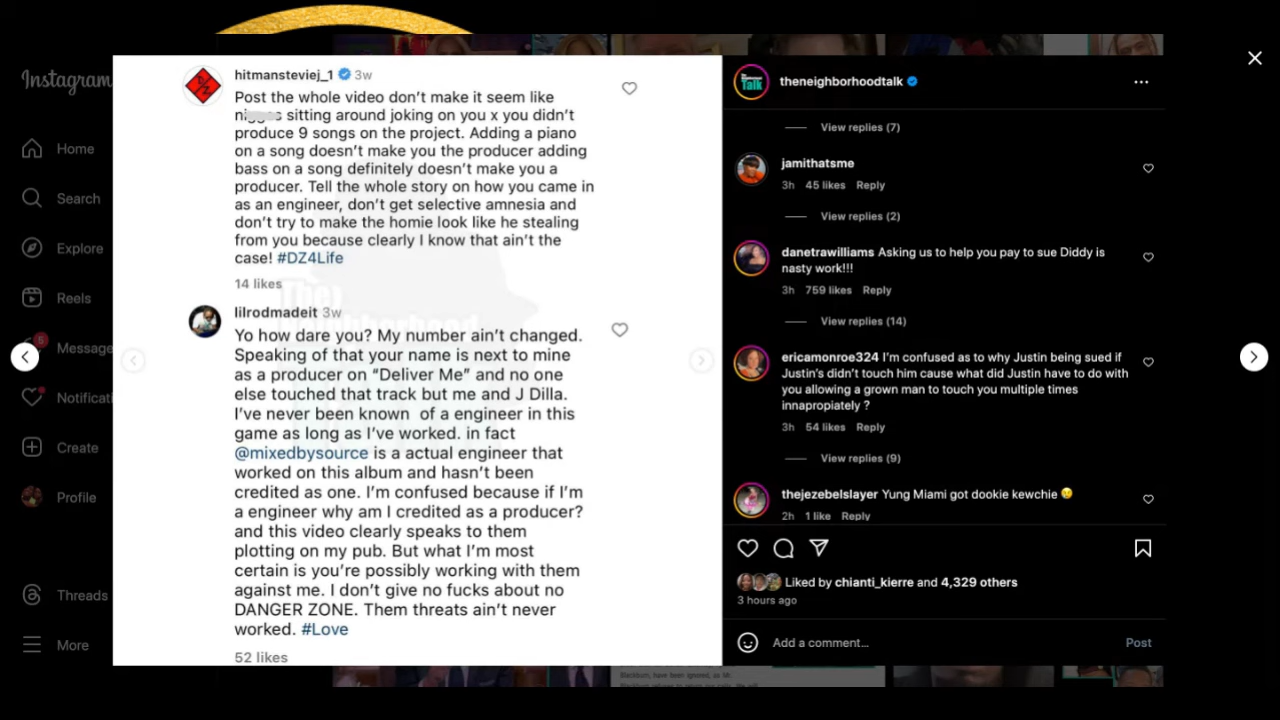 Instagram
Home
Search
Explore
Reels
5
Message
Notificati
Create
Profile
Threads
More
hitmansteviej_1 3w
Post the whole video don't make it seem like
sitting around joking on you x you didn't
produce 9 songs on the project. Adding a piano
on a song doesn't make you the producer adding
bass on a song definitely doesn't make you a
producer. Tell the whole story on how you came in
as an engineer, don't get selective amnesia and
don't try to make the homie look like he stealing
from you because clearly I know that ain't the
case! #DZ4Life
14 likes
The
Neighborhood
lilrodmadeit 3w
Yo how dare you? My number ain't changed.
Speaking of that your name is next to mine
as a producer on “Deliver Me” and no one
else touched that track but me and J Dilla.
I've never been known of a engineer in this
game as long as I've worked. in fact
@mixedbysource is a actual engineer that
worked on this album and hasn't been
credited as one. I'm confused because if I'm
a engineer why am I credited as a producer?
and this video clearly speaks to them
plotting on my pub. But what I'm most
certain is you're possibly working with them
against me. I don't give no fucks about no
DANGER ZONE. Them threats ain't never
worked. #Love
52 likes
Talk
theneighborhoodtalk
View replies (7)
jamithatsme
3h 45 likes Reply
View replies (2)
danetrawilliams Asking us to help you pay to sue Diddy is
nasty work!!!
3h 759 likes Reply
View replies (14)
ericamonroe324 I'm confused as to why Justin being sued if
Justin's didn't touch him cause what did Justin have to do with
you allowing a grown man to touch you multiple times
innapropiately ?
3h 54 likes Reply
View replies (9)
thejezebelslayer Yung Miami got dookie kewchie 😢
2h 1 like Reply
Liked by chianti_kierre and 4,329 others
3 hours ago
Add a comment...
Post